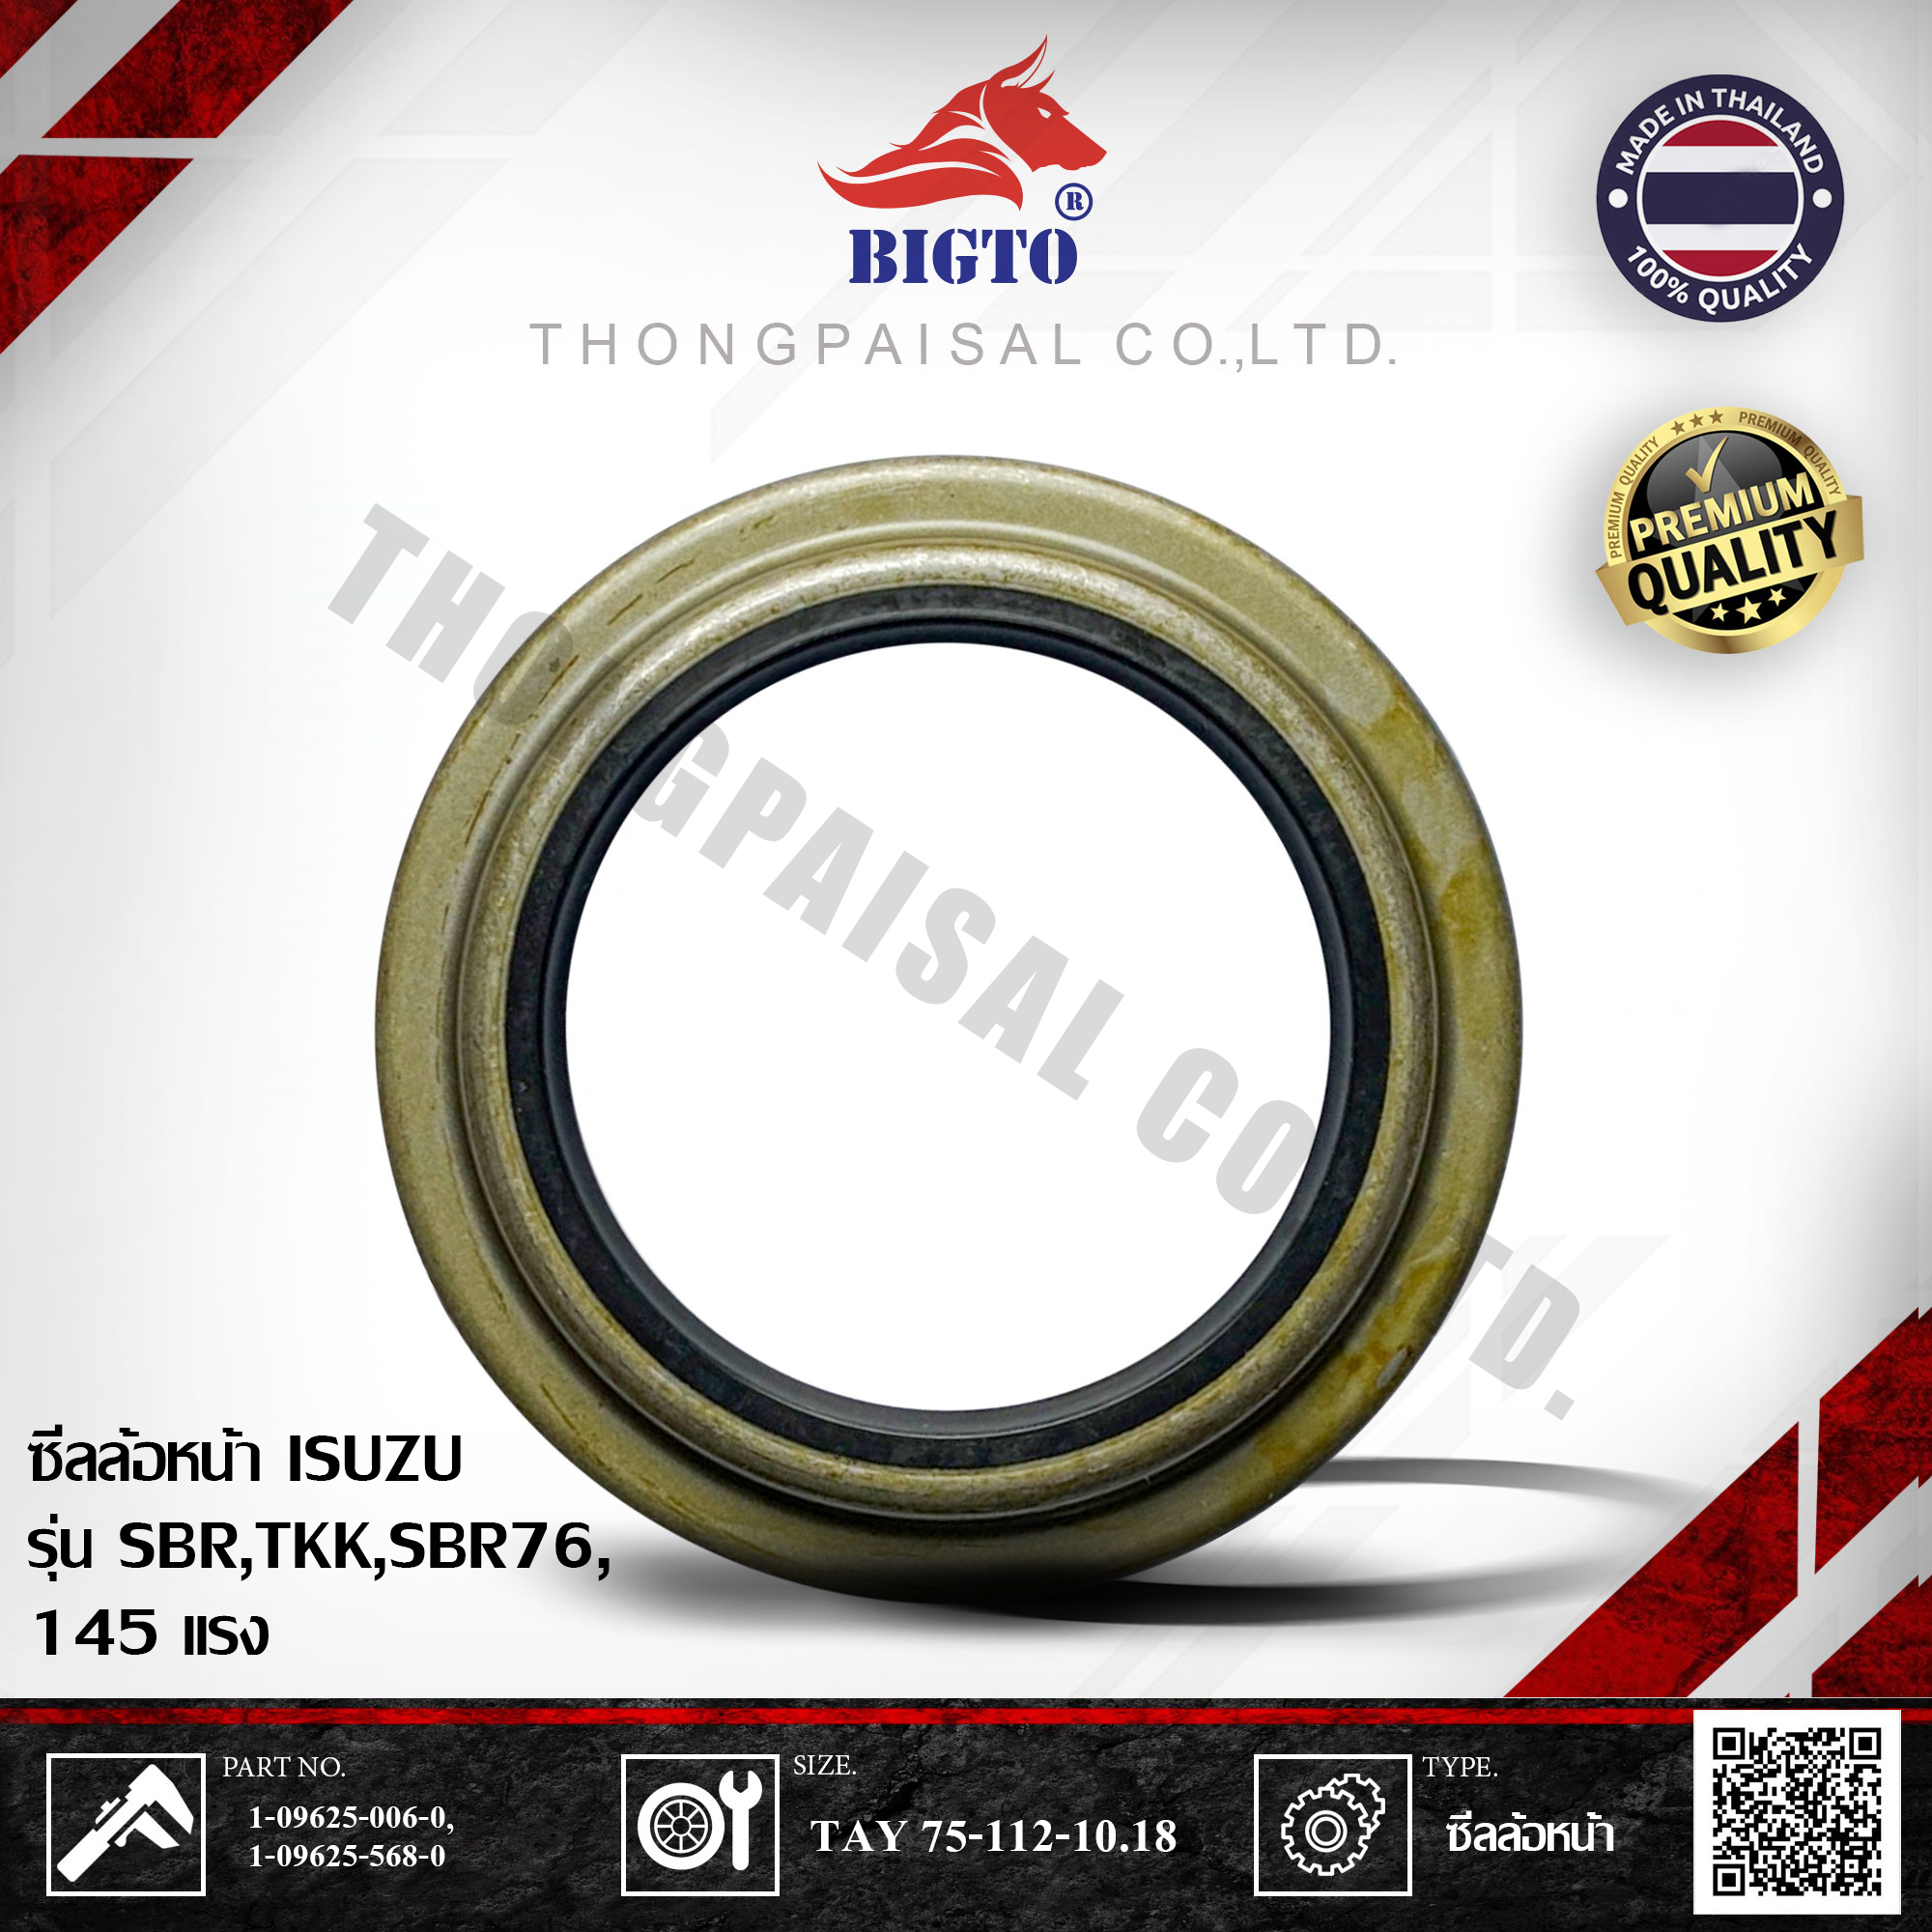 BIGTO
®
THONGPAISAL CO.,LTD.
MADE IN THAILAND
100% QUALITY
PREMIUM QUALITY ★★★ PREMIUM QUALITY
PREMIUM
QUALITY
THONGPAISAL CO.,LTD.
ซีลล้อหน้า ISUZU
รุ่น SBR,TKK,SBR76,
145 แรง
PART NO.
1-09625-006-0,
1-09625-568-0
SIZE.
TAY 75-112-10.18
TYPE.
ซีลล้อหน้า